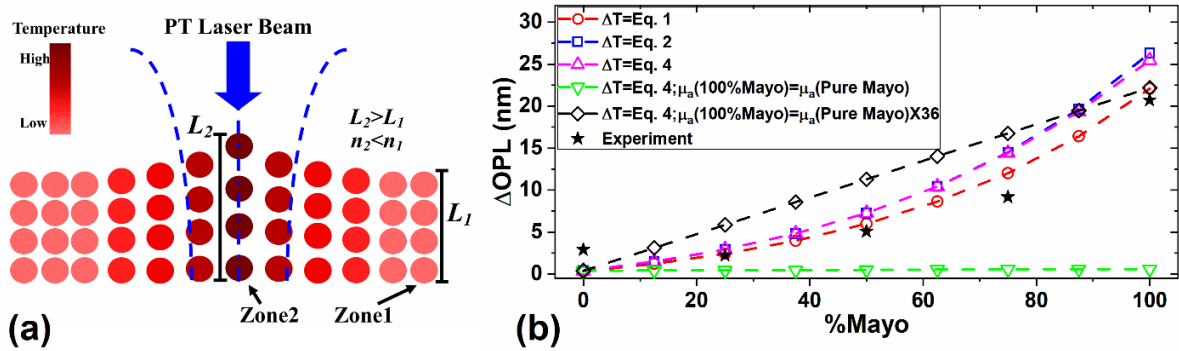 Temperature
High
Low
PT Laser Beam
L2
L2>L1
n2<n1
L1
Zone2
Zone1
(a)
ΔOPL (nm)
30
25
20
15
10
5
0
ΔT=Eq. 1
ΔT=Eq. 2
ΔT=Eq. 4
ΔT=Eq. 4;μa(100%Mayo)=μa(Pure Mayo)
ΔT=Eq. 4;μa(100%Mayo)=μa(Pure Mayo)X36
Experiment
0 20 40 60 80 100
%Mayo
(b)